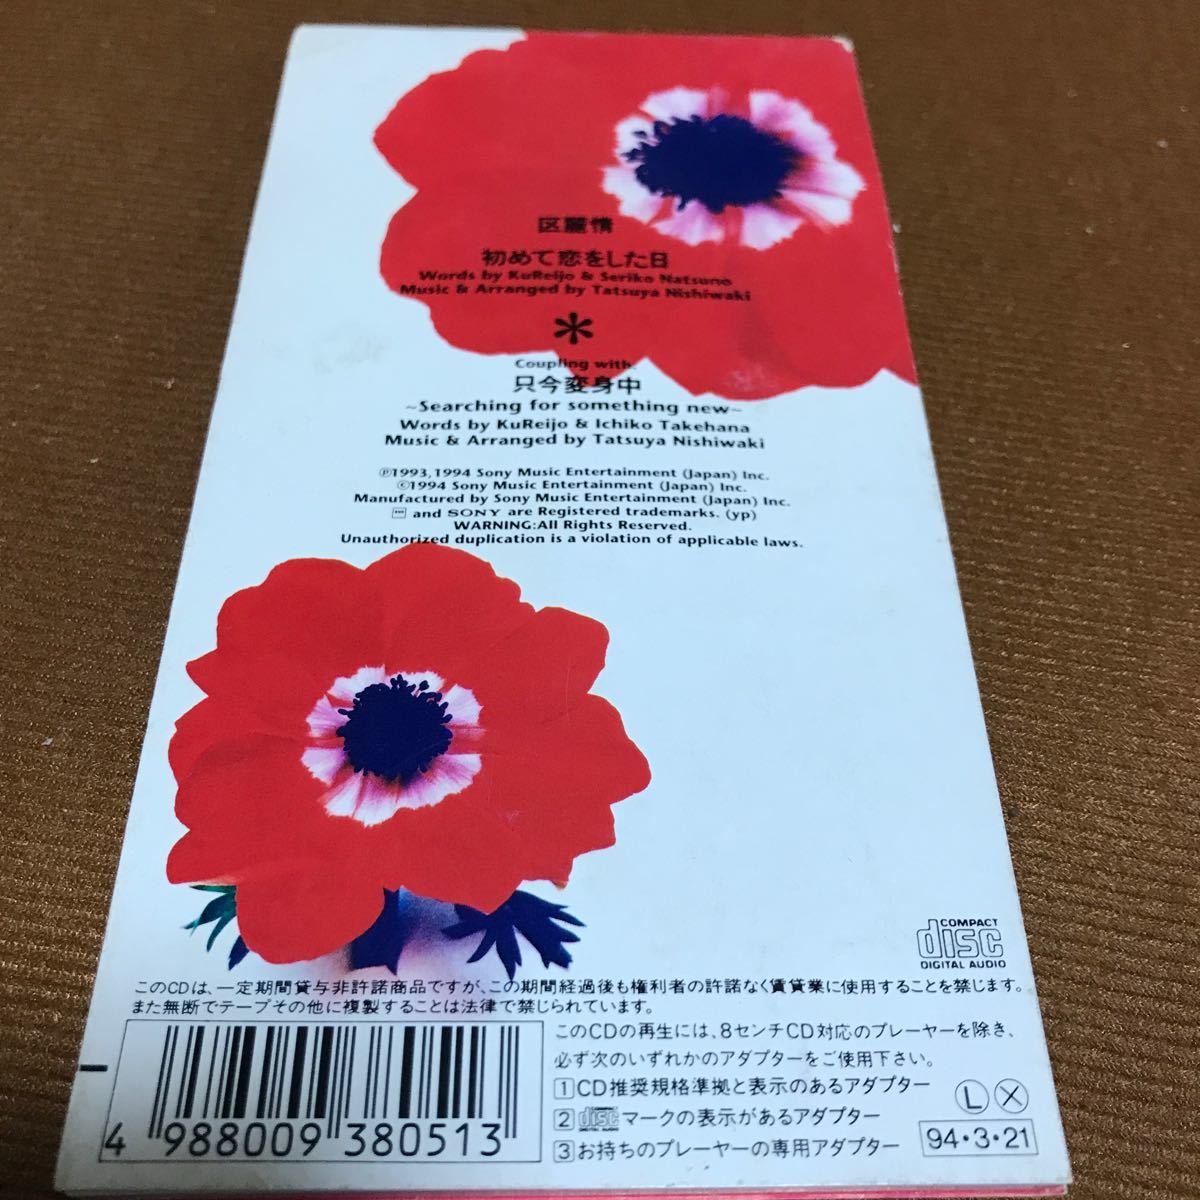 区麗情
初めて恋をした日
Words by KuReijo & Seriko Natsuno
Music & Arranged by Tatsuya Nishiwaki
*
Coupling with.
只今変身中
~Searching for something new~
Words by KuReijo & Ichiko Takehana
Music & Arranged by Tatsuya Nishiwaki
℗1993,1994 Sony Music Entertainment (Japan) Inc.
©1994 Sony Music Entertainment (Japan) Inc.
Manufactured by Sony Music Entertainment (Japan) Inc.
and SONY are Registered trademarks. (yp)
WARNING:All Rights Reserved.
Unauthorized duplication is a violation of applicable laws.
COMPACT
disc
DIGITAL AUDIO
このCDは、一定期間貸与非許諾商品ですが、この期間経過後も権利者の許諾なく賃貸業に使用することを禁じます。
また無断でテープその他に複製することは法律で禁じられています。
このCDの再生には、8センチCD対応のプレーヤーを除き、
必ず次のいずれかのアダプターをご使用下さい。
1 CD推奨規格準拠と表示のあるアダプター
2 COMPACT disc DIGITAL AUDIO マークの表示があるアダプター
3 お持ちのプレーヤーの専用アダプター
Ⓛ Ⓧ
94・3・21
4 988009 380513